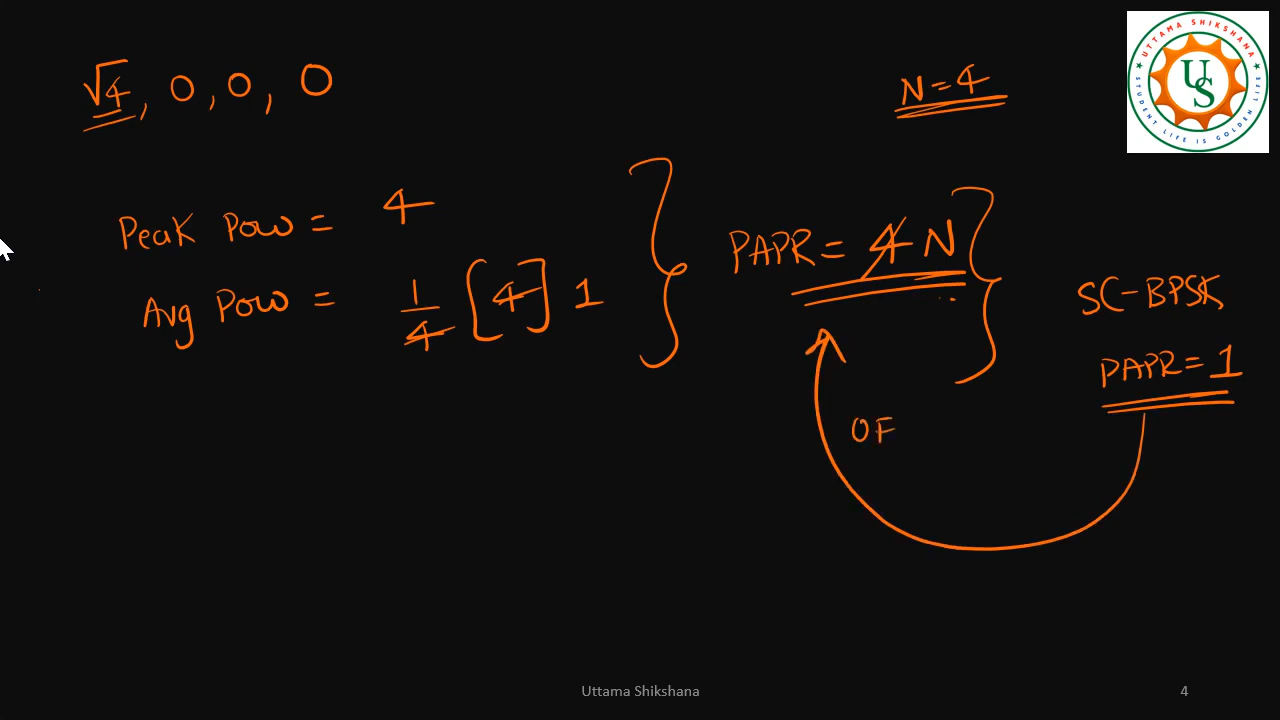 √4, 0, 0, 0
N=4
UTTAMA SHIKSHANA
US
STUDENT LIFE IS GOLDEN LIFE
Peak Pow = 4
Avg Pow = 1/4 [4] 1
PAPR = 4 N
SC-BPSK
PAPR = 1
OF
Uttama Shikshana
4